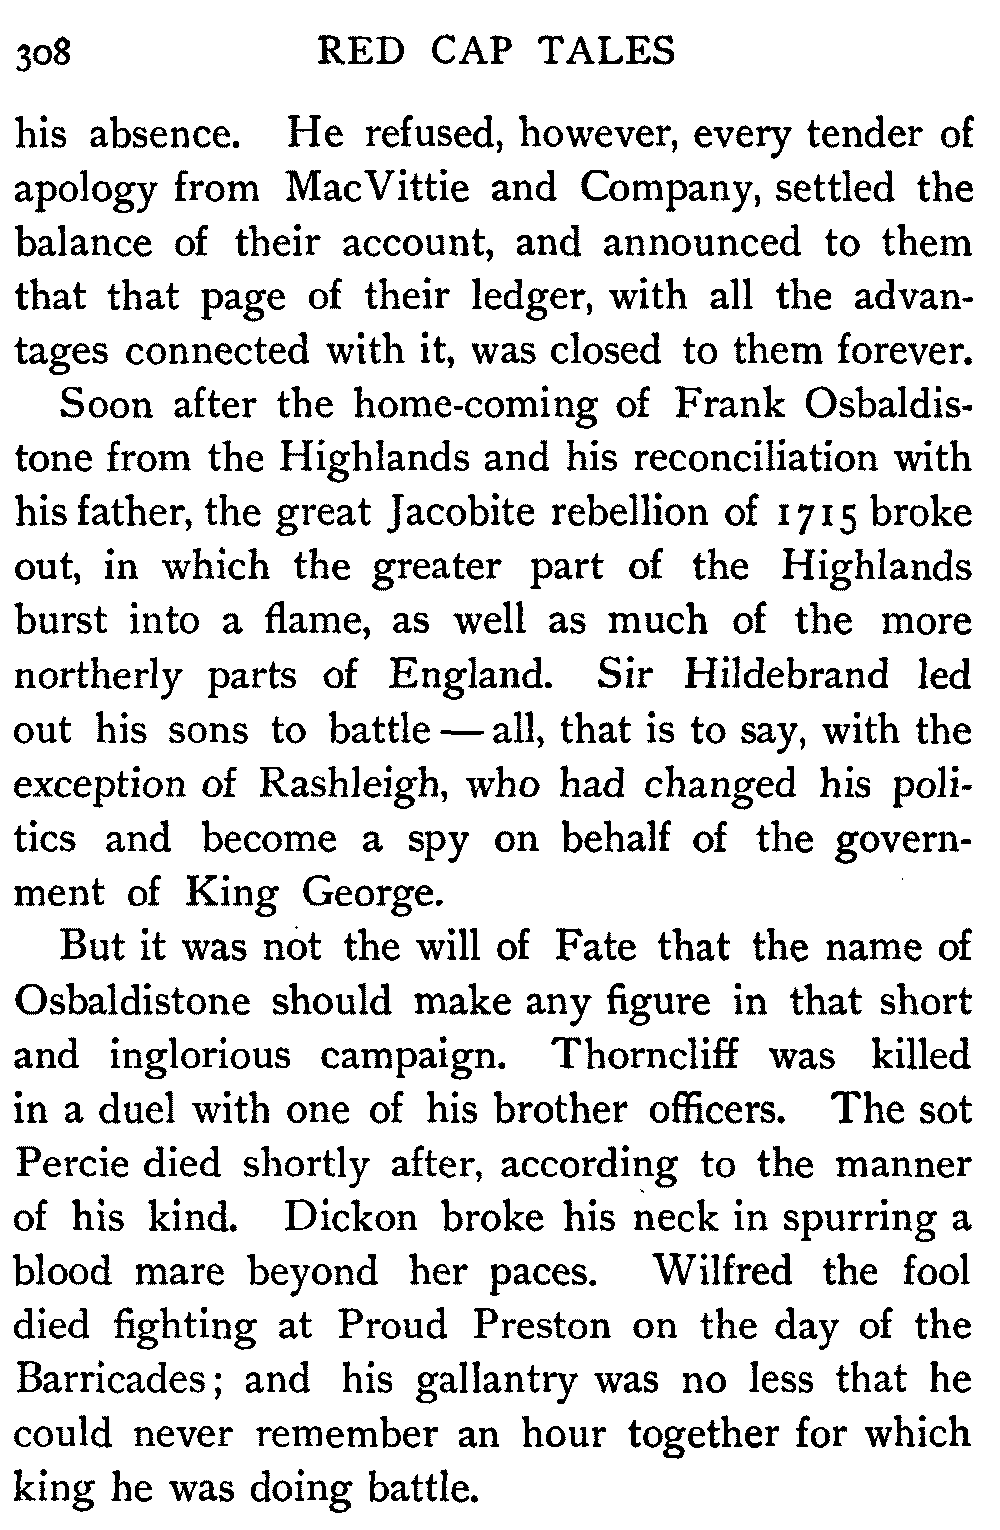 308 RED CAP TALES
his absence. He refused, however, every tender of
apology from MacVittie and Company, settled the
balance of their account, and announced to them
that that page of their ledger, with all the advan-
tages connected with it, was closed to them forever.
Soon after the home-coming of Frank Osbaldis-
tone from the Highlands and his reconciliation with
his father, the great Jacobite rebellion of 1715 broke
out, in which the greater part of the Highlands
burst into a flame, as well as much of the more
northerly parts of England. Sir Hildebrand led
out his sons to battle — all, that is to say, with the
exception of Rashleigh, who had changed his poli-
tics and become a spy on behalf of the govern-
ment of King George.
But it was not the will of Fate that the name of
Osbaldistone should make any figure in that short
and inglorious campaign. Thorncliff was killed
in a duel with one of his brother officers. The sot
Percie died shortly after, according to the manner
of his kind. Dickon broke his neck in spurring a
blood mare beyond her paces. Wilfred the fool
died fighting at Proud Preston on the day of the
Barricades; and his gallantry was no less that he
could never remember an hour together for which
king he was doing battle.